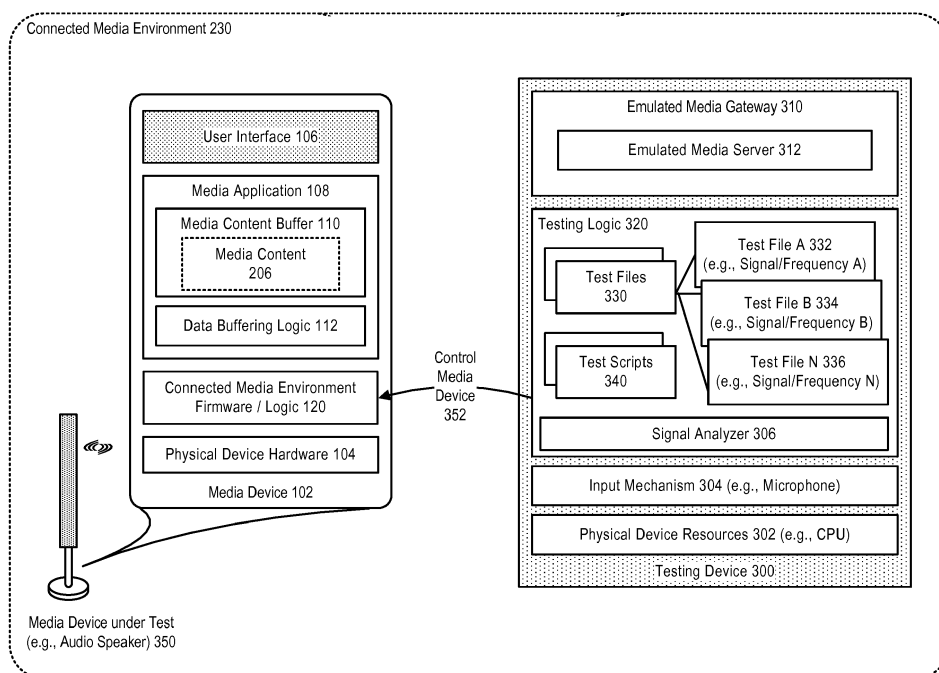 Connected Media Environment 230
User Interface 106
Media Application 108
Media Content Buffer 110
Media Content
206
Data Buffering Logic 112
Connected Media Environment
Firmware / Logic 120
Physical Device Hardware 104
Media Device 102
Media Device under Test
(e.g., Audio Speaker) 350
Control
Media
Device
352
Emulated Media Gateway 310
Emulated Media Server 312
Testing Logic 320
Test Files
330
Test File A 332
(e.g., Signal/Frequency A)
Test File B 334
(e.g., Signal/Frequency B)
Test File N 336
(e.g., Signal/Frequency N)
Test Scripts
340
Signal Analyzer 306
Input Mechanism 304 (e.g., Microphone)
Physical Device Resources 302 (e.g., CPU)
Testing Device 300